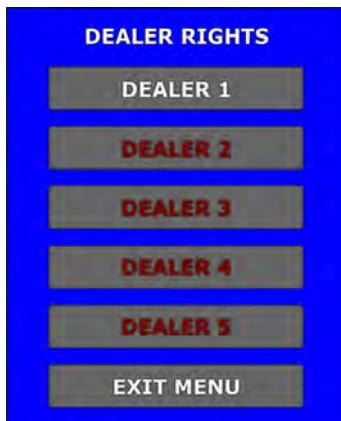 DEALER RIGHTS
DEALER 1
DEALER 2
DEALER 3
DEALER 4
DEALER 5
EXIT MENU